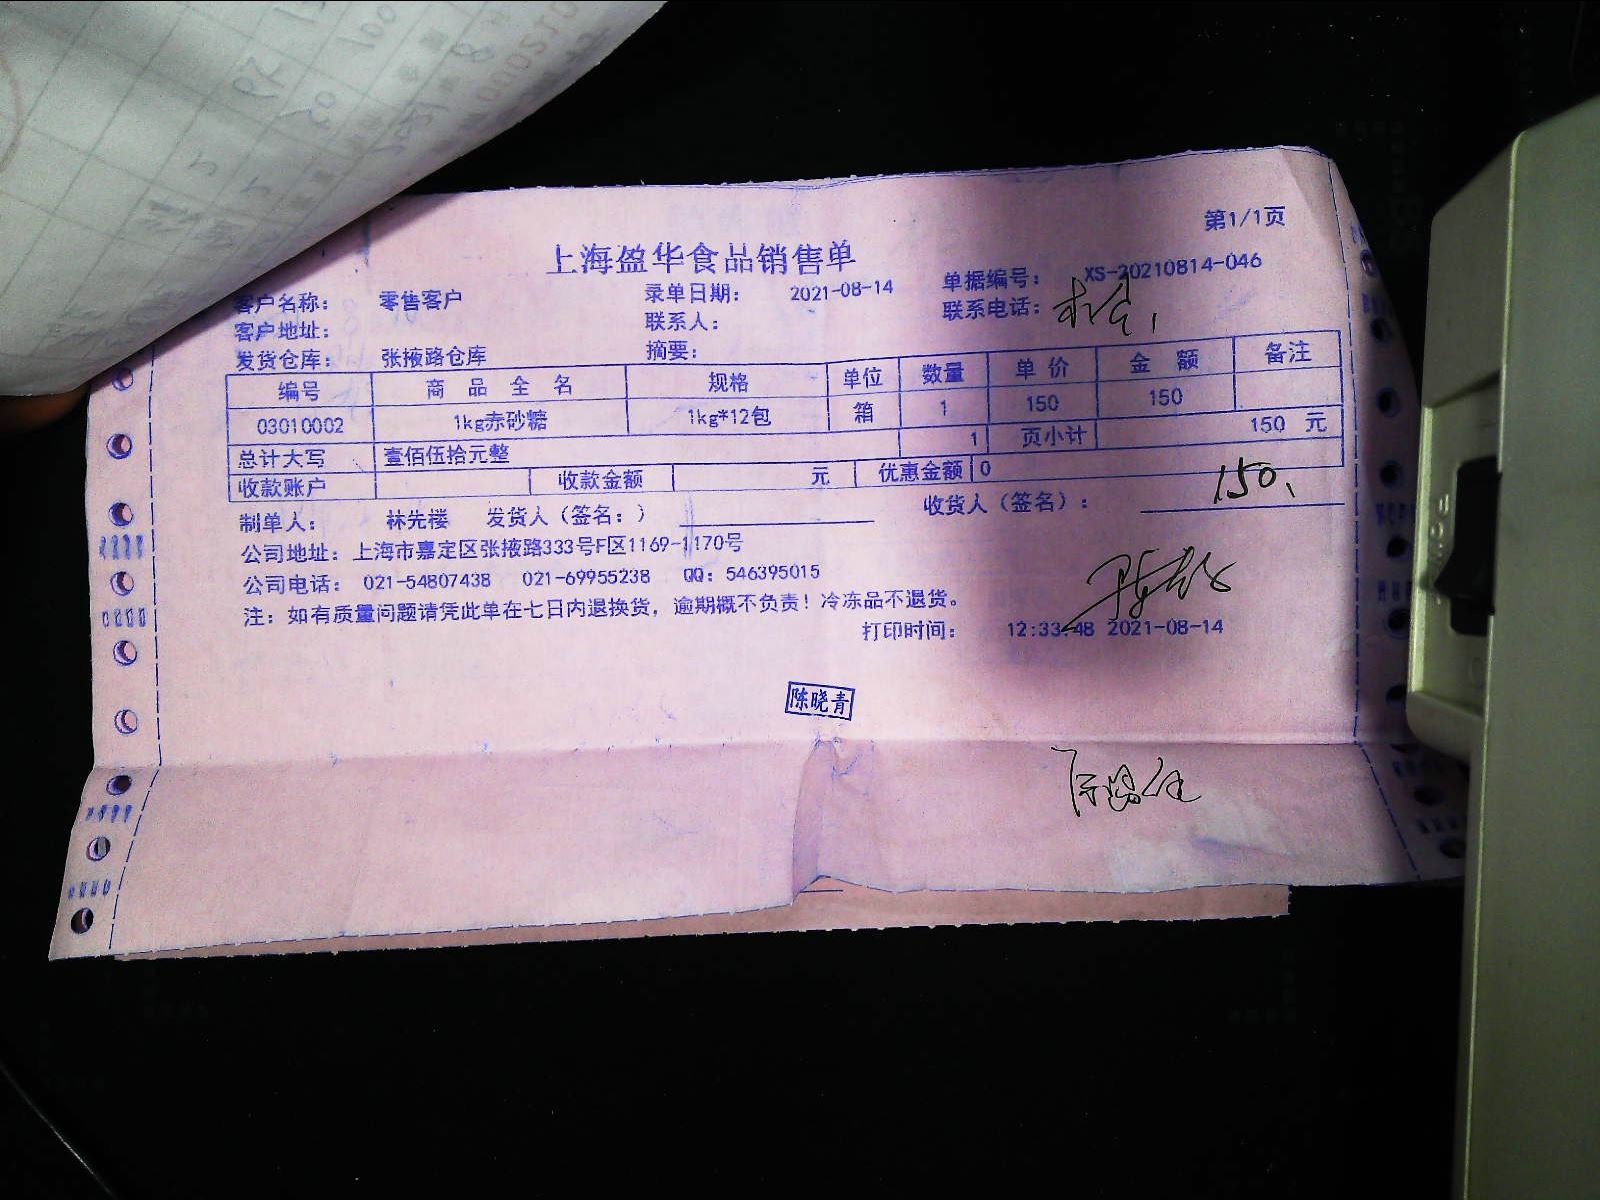 第1/1页
上海盈华食品销售单
客户名称： 零售客户 录单日期： 2021-08-14 单据编号： XS-20210814-046
客户地址： 联系人： 联系电话：
发货仓库： 张掖路仓库 摘要：
编号 商品全名 规格 单位 数量 单价 金额 备注
03010002 1kg赤砂糖 1kg*12包 箱 1 150 150
总计大写 壹佰伍拾元整 1 页小计 150 元
收款账户 收款金额 元 优惠金额 0
150
制单人： 林先楼 发货人（签名：） 收货人（签名）：
公司地址：上海市嘉定区张掖路333号F区1169-1170号
公司电话： 021-54807438 021-69955238 QQ：546395015
注：如有质量问题请凭此单在七日内退换货，逾期概不负责！冷冻品不退货。
打印时间： 12:33:48 2021-08-14
陈晓青